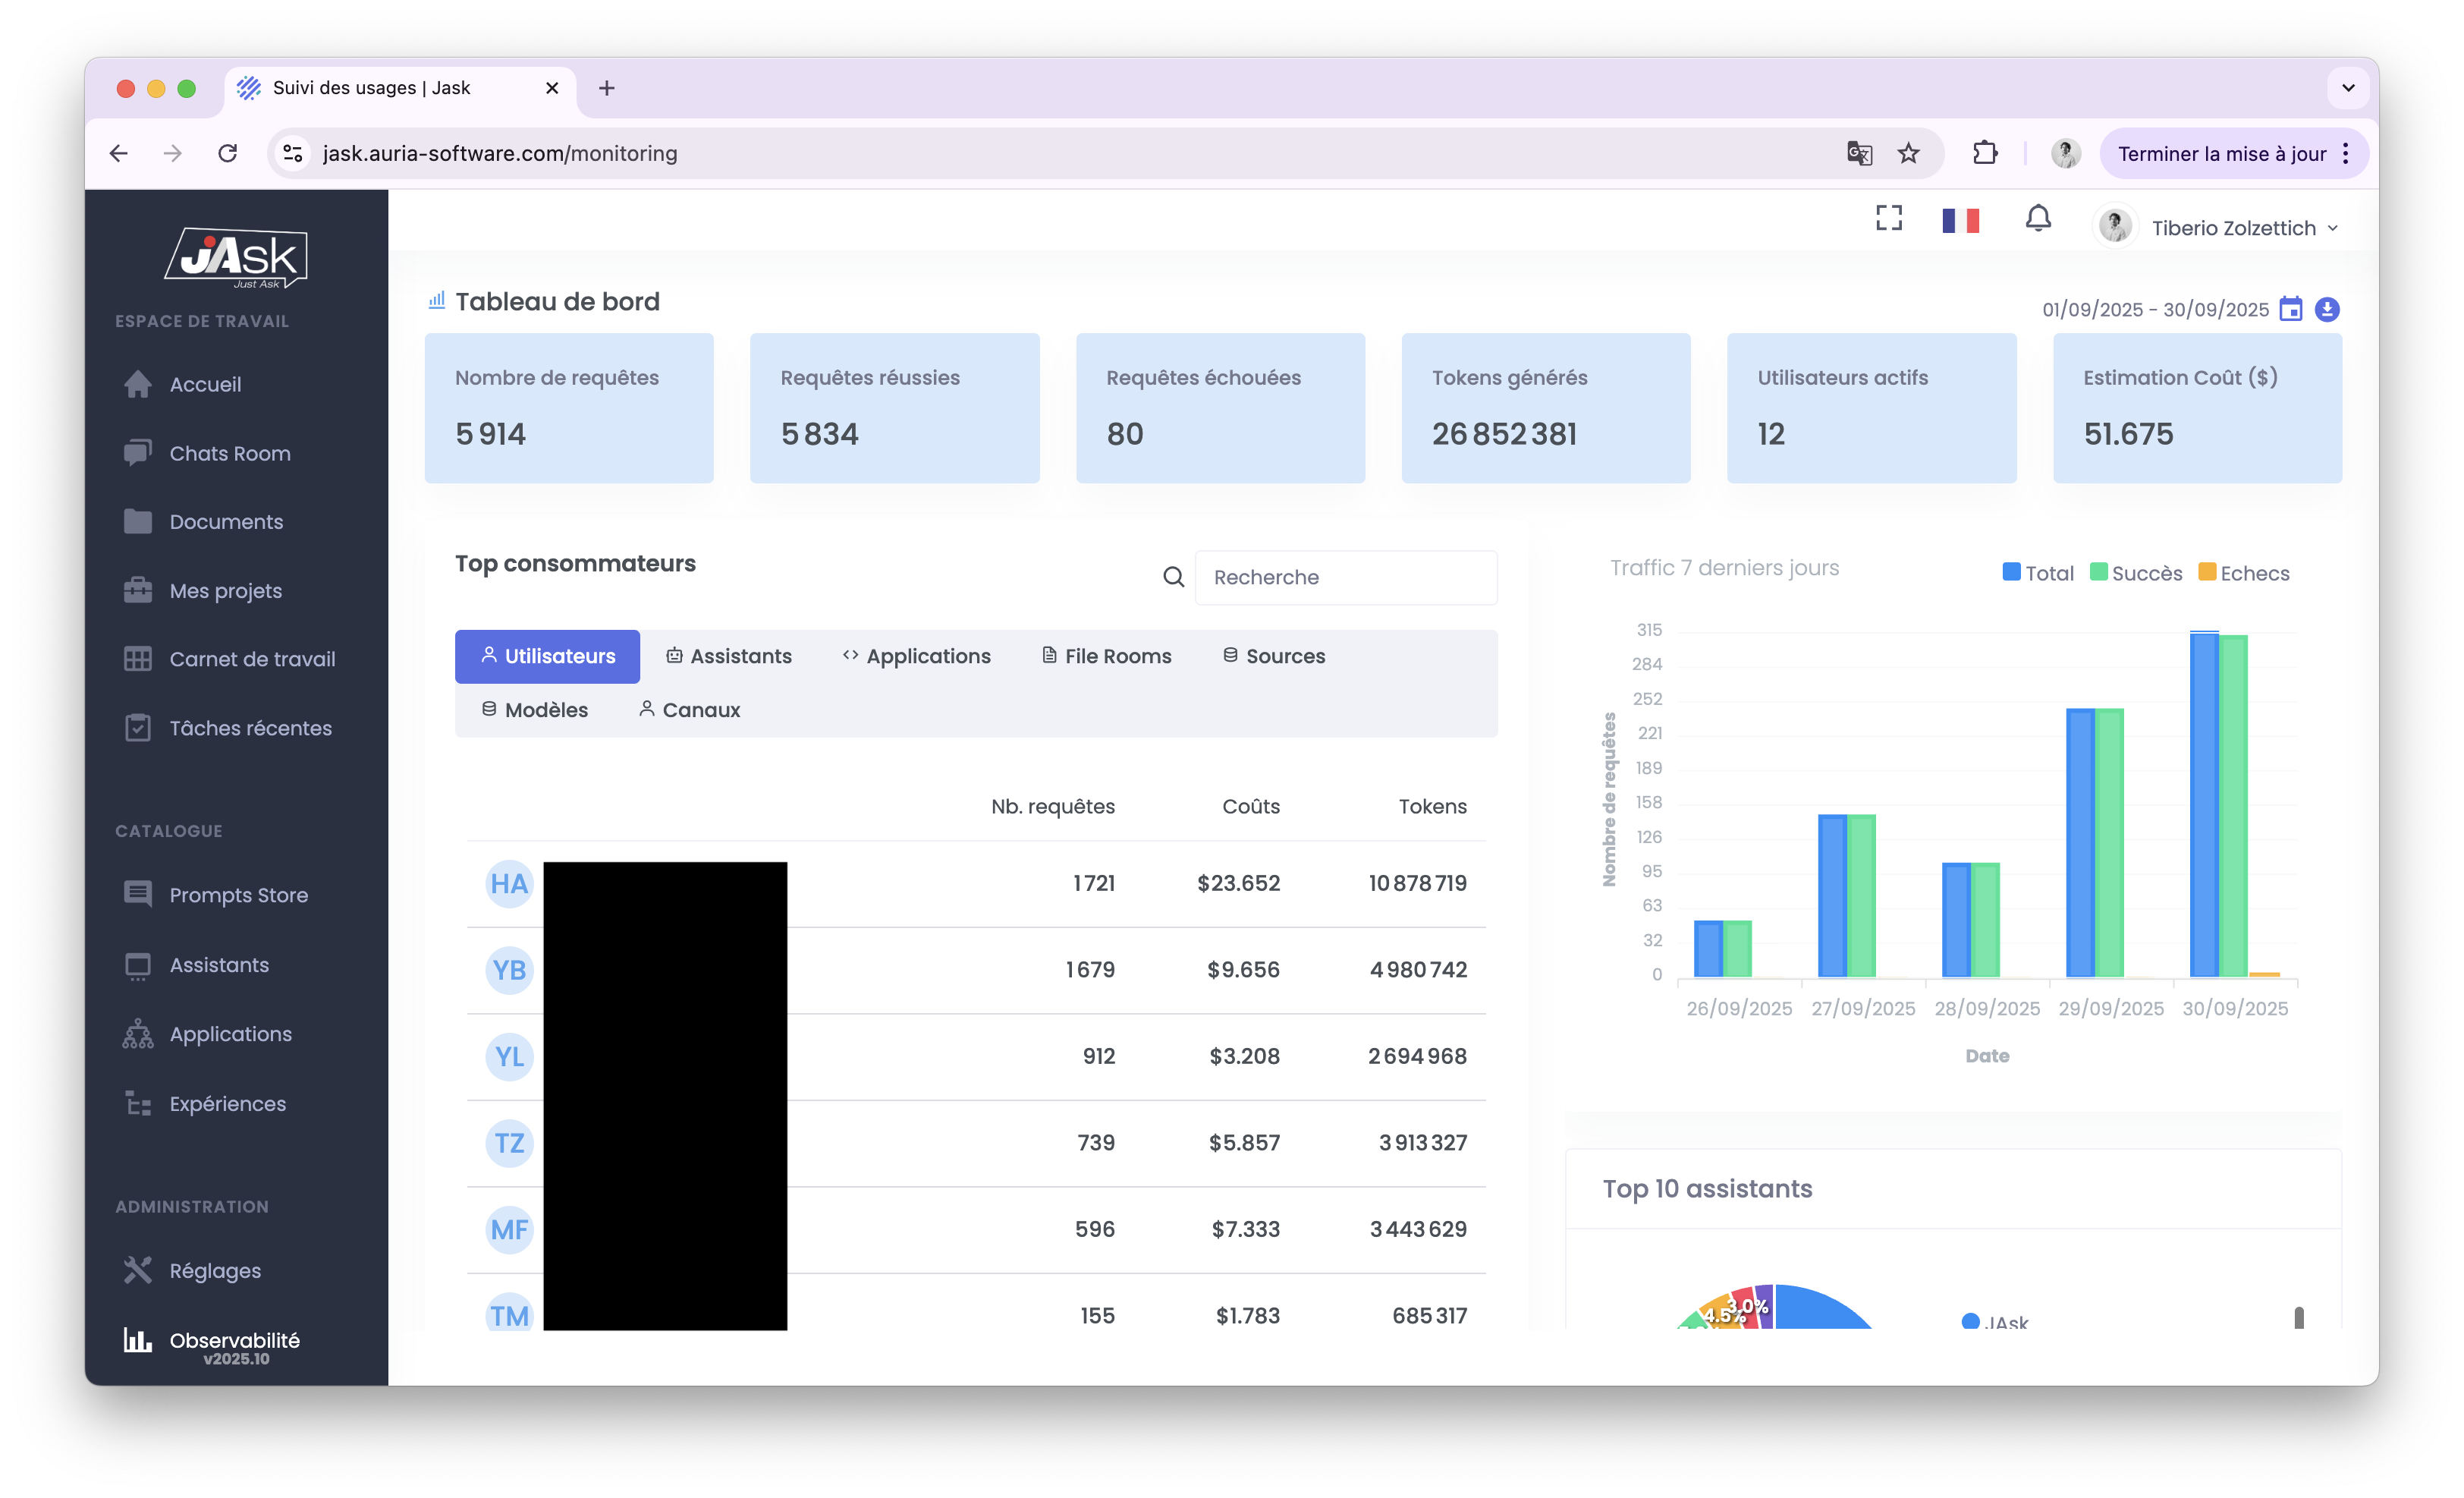 Suivi des usages | Jask
jask.auria-software.com/monitoring
Terminer la mise à jour
JAsk
Just Ask
Tiberio Zolzettich
ESPACE DE TRAVAIL
Accueil
Chats Room
Documents
Mes projets
Carnet de travail
Tâches récentes
CATALOGUE
Prompts Store
Assistants
Applications
Expériences
ADMINISTRATION
Réglages
Observabilité
v2025.10
Tableau de bord
01/09/2025 - 30/09/2025
Nombre de requêtes
5 914
Requêtes réussies
5 834
Requêtes échouées
80
Tokens générés
26 852 381
Utilisateurs actifs
12
Estimation Coût ($)
51.675
Top consommateurs
Recherche
Utilisateurs Assistants Applications File Rooms Sources
Modèles Canaux
Nb. requêtes Coûts Tokens
HA 1 721 $23.652 10 878 719
YB 1 679 $9.656 4 980 742
YL 912 $3.208 2 694 968
TZ 739 $5.857 3 913 327
MF 596 $7.333 3 443 629
TM 155 $1.783 685 317
Traffic 7 derniers jours
Total Succès Echecs
Nombre de requêtes
315
284
252
221
189
158
126
95
63
32
0
26/09/2025 27/09/2025 28/09/2025 29/09/2025 30/09/2025
Date
Top 10 assistants
4.5%
3.0%
JAsk